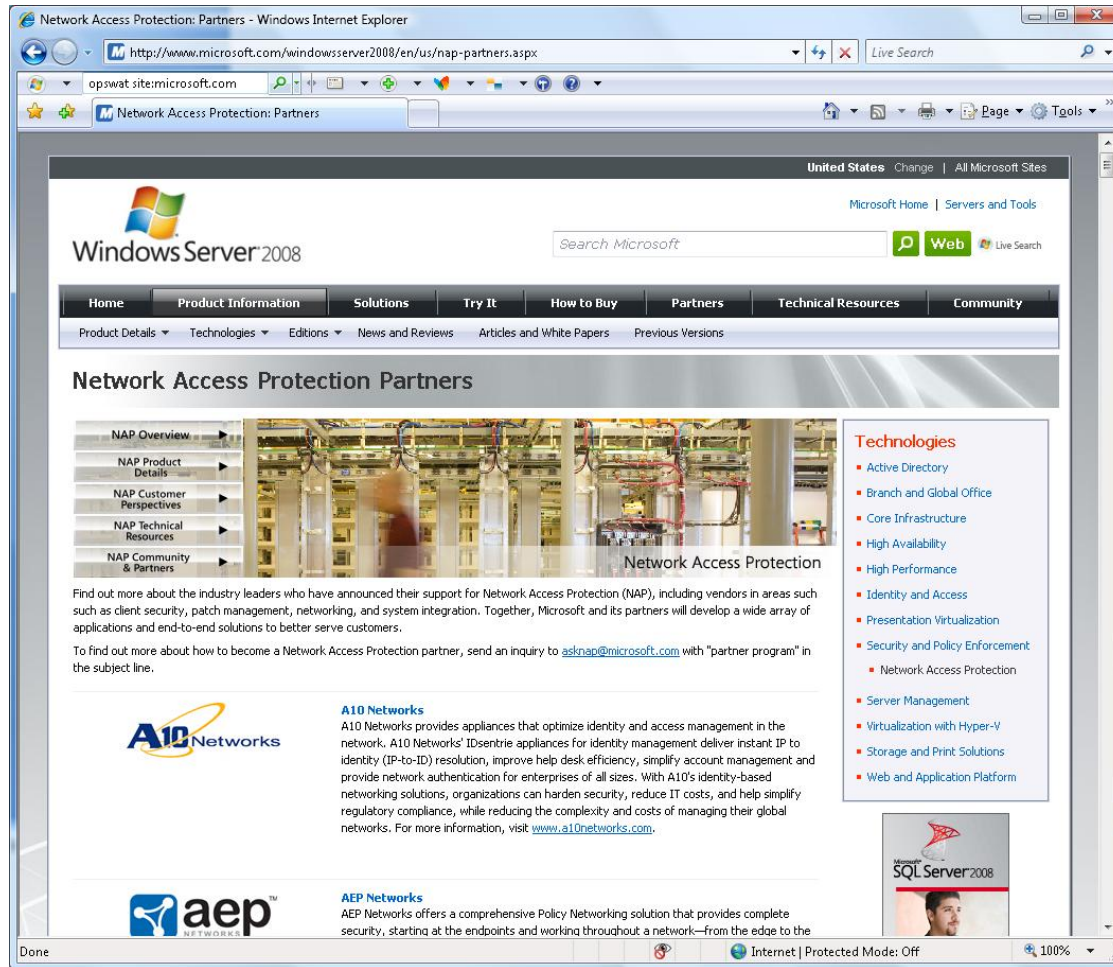 Network Access Protection: Partners - Windows Internet Explorer
http://www.microsoft.com/windowsserver2008/en/us/nap-partners.aspx
Live Search
opswat site:microsoft.com
Network Access Protection: Partners
Page
Tools
United States Change | All Microsoft Sites
Microsoft Home | Servers and Tools
Windows Server 2008
Search Microsoft
Web
Live Search
Home Product Information Solutions Try It How to Buy Partners Technical Resources Community
Product Details Technologies Editions News and Reviews Articles and White Papers Previous Versions
Network Access Protection Partners
NAP Overview
NAP Product
Details
NAP Customer
Perspectives
NAP Technical
Resources
NAP Community
& Partners
Network Access Protection
Find out more about the industry leaders who have announced their support for Network Access Protection (NAP), including vendors in areas such
such as client security, patch management, networking, and system integration. Together, Microsoft and its partners will develop a wide array of
applications and end-to-end solutions to better serve customers.
To find out more about how to become a Network Access Protection partner, send an inquiry to asknap@microsoft.com with "partner program" in
the subject line.
A10 Networks
A10 Networks
A10 Networks provides appliances that optimize identity and access management in the
network. A10 Networks' IDsentrie appliances for identity management deliver instant IP to
identity (IP-to-ID) resolution, improve help desk efficiency, simplify account management and
provide network authentication for enterprises of all sizes. With A10's identity-based
networking solutions, organizations can harden security, reduce IT costs, and help simplify
regulatory compliance, while reducing the complexity and costs of managing their global
networks. For more information, visit www.a10networks.com.
aep™
NETWORKS
AEP Networks
AEP Networks offers a comprehensive Policy Networking solution that provides complete
security, starting at the endpoints and working throughout a network—from the edge to the
Technologies
Active Directory
Branch and Global Office
Core Infrastructure
High Availability
High Performance
Identity and Access
Presentation Virtualization
Security and Policy Enforcement
Network Access Protection
Server Management
Virtualization with Hyper-V
Storage and Print Solutions
Web and Application Platform
Microsoft
SQL Server 2008
Done
Internet | Protected Mode: Off
100%